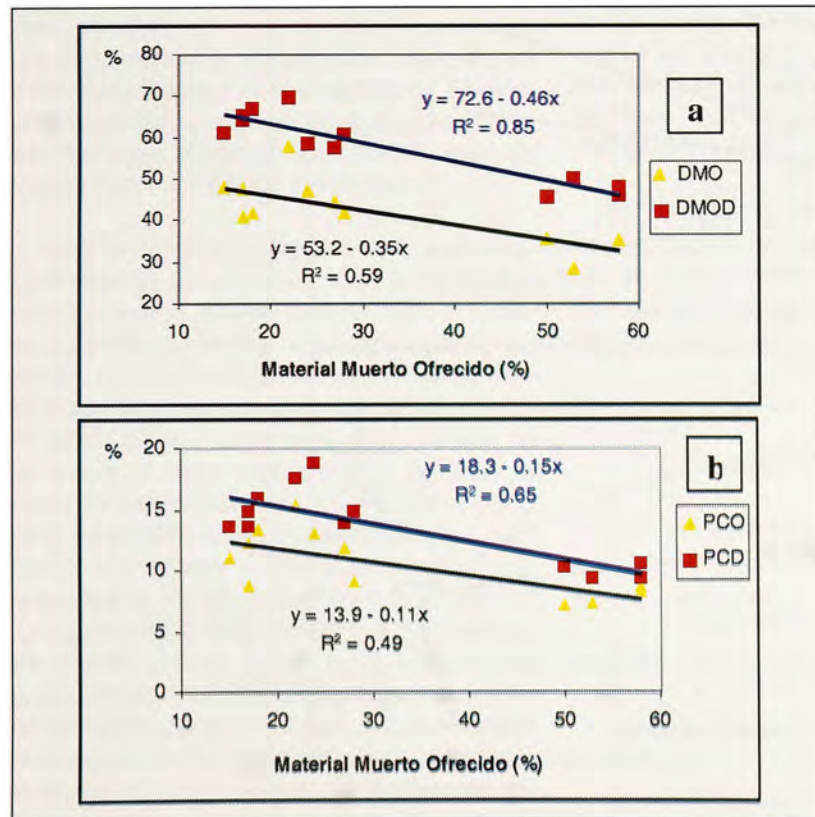 %
80
70
60
50
40
30
20
y = 72.6 - 0.46x
R² = 0.85
y = 53.2 - 0.35x
R² = 0.59
10 20 30 40 50 60
Material Muerto Ofrecido (%)
a
DMO
DMOD
%
20
15
10
5
0
y = 18.3 - 0.15x
R² = 0.65
y = 13.9 - 0.11x
R² = 0.49
10 20 30 40 50 60
Material Muerto Ofrecido (%)
b
PCO
PCD